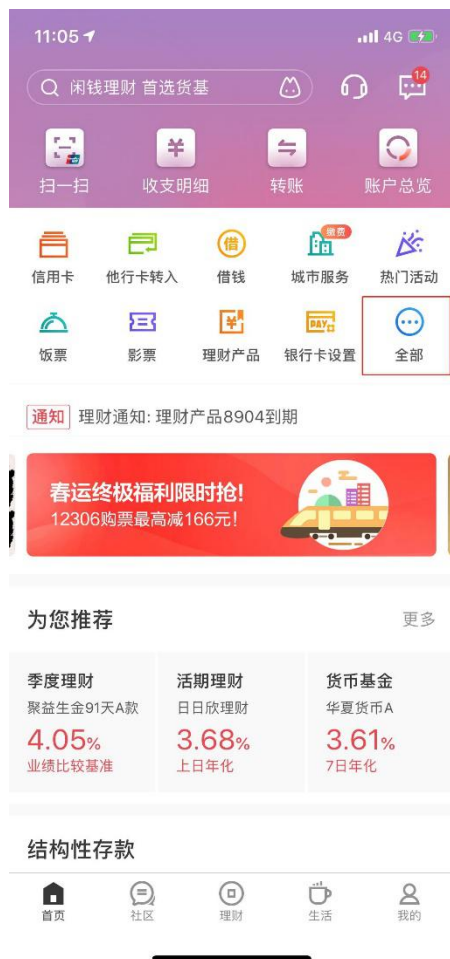 11:05 4G
闲钱理财 首选货基 14
扫一扫 收支明细 转账 账户总览
缴费
借
信用卡 他行卡转入 借钱 城市服务 热门活动
PAY
饭票 影票 理财产品 银行卡设置 全部
通知 理财通知: 理财产品8904到期
春运终极福利限时抢!
12306购票最高减166元!
为您推荐 更多
季度理财 活期理财 货币基金
聚益生金91天A款 日日欣理财 华夏货币A
4.05% 3.68% 3.61%
业绩比较基准 上日年化 7日年化
结构性存款
首页 社区 理财 生活 我的